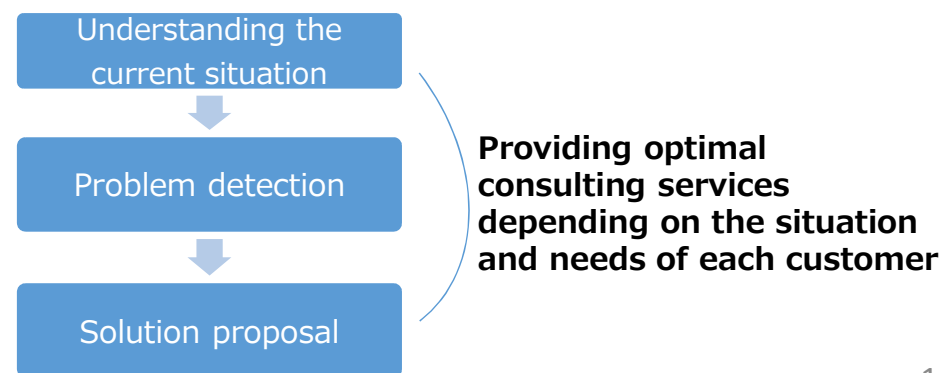 Understanding the
current situation
Problem detection
Solution proposal
Providing optimal
consulting services
depending on the situation
and needs of each customer